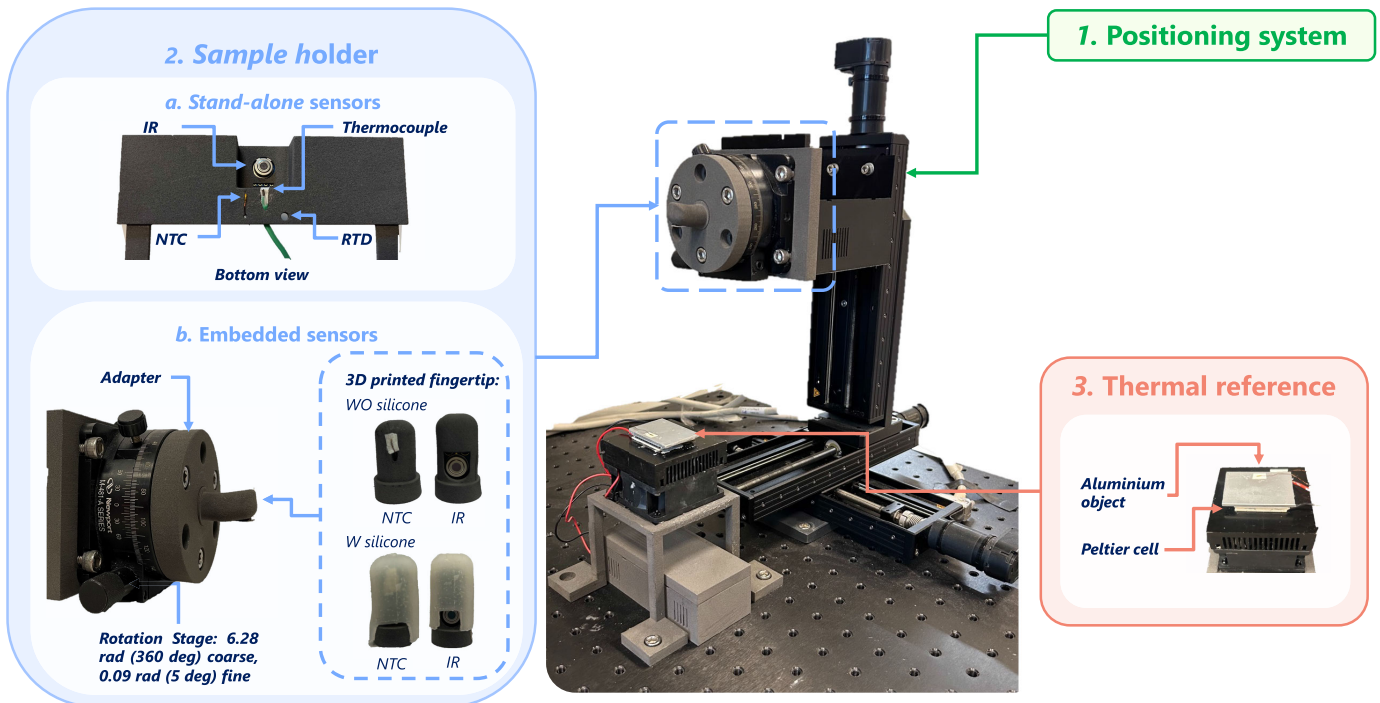 1. Positioning system
2. Sample holder
a. Stand-alone sensors
IR
Thermocouple
NTC
RTD
Bottom view
b. Embedded sensors
Adapter
3D printed fingertip:
WO silicone
NTC
IR
W silicone
NTC
IR
Newport
Rotation Stage: 6.28
rad (360 deg) coarse,
0.09 rad (5 deg) fine
3. Thermal reference
Aluminium
object
Peltier cell